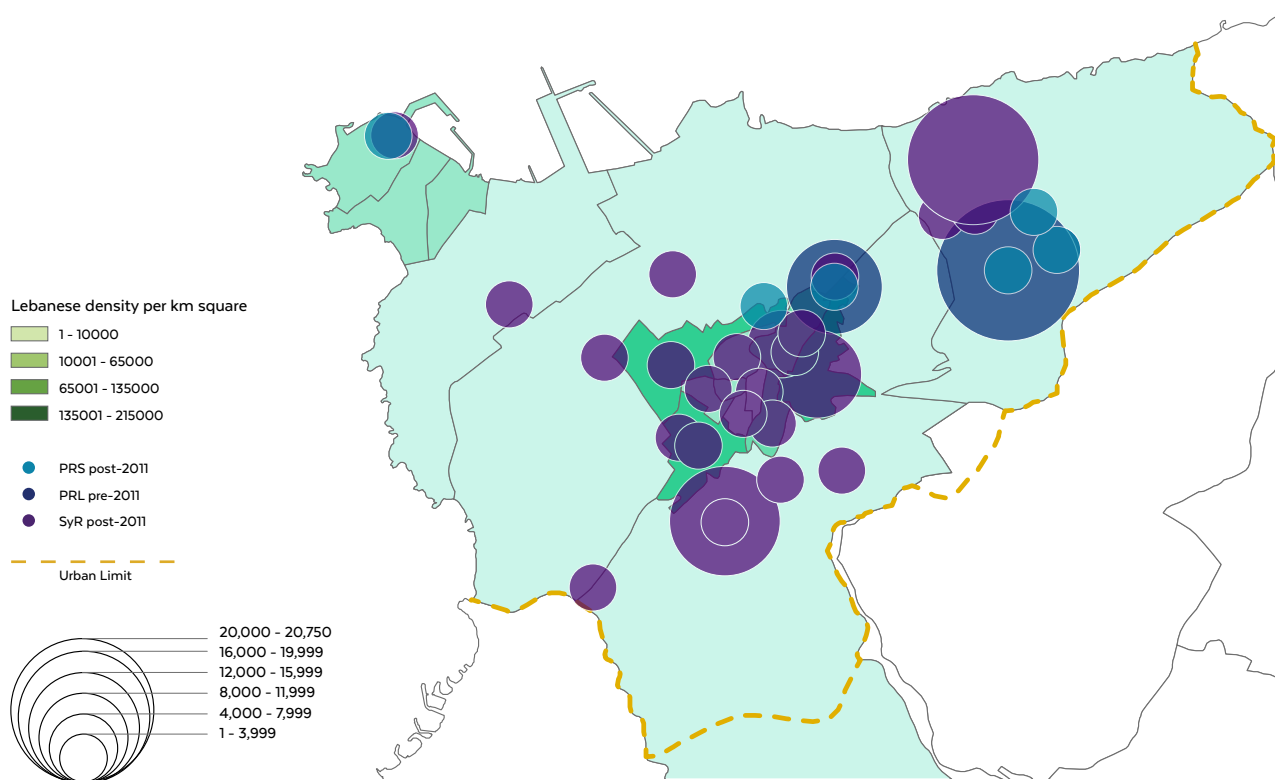 Lebanese density per km square
1 - 10000
10001 - 65000
65001 - 135000
135001 - 215000
PRS post-2011
PRL pre-2011
SyR post-2011
Urban Limit
20,000 - 20,750
16,000 - 19,999
12,000 - 15,999
8,000 - 11,999
4,000 - 7,999
1 - 3,999